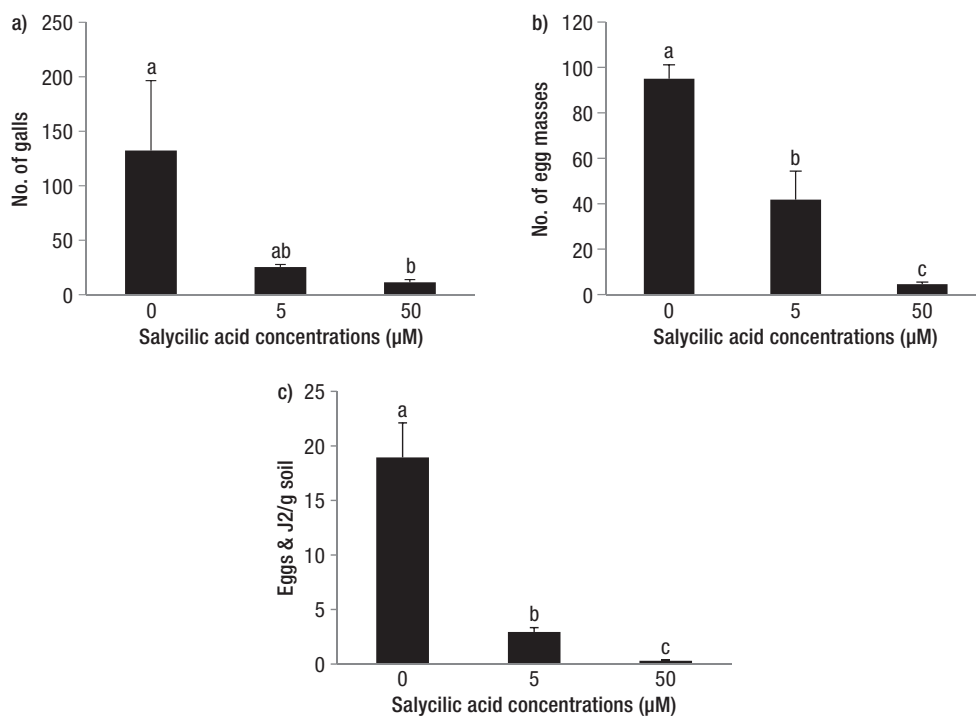 a)
250
200
150
100
50
0
No. of galls
a
ab
b
0 5 50
Salycilic acid concentrations (µM)
b)
120
100
80
60
40
20
0
No. of egg masses
a
b
c
0 5 50
Salycilic acid concentrations (µM)
c)
25
20
15
10
5
0
Eggs & J2/g soil
a
b
c
0 5 50
Salycilic acid concentrations (µM)